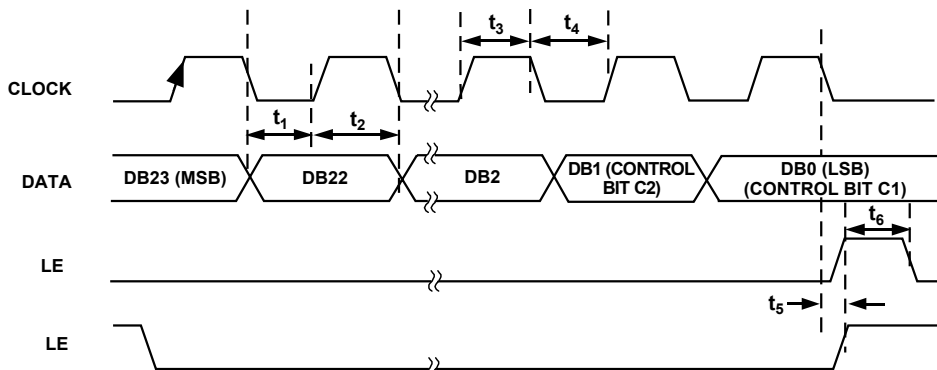 t3 t4
CLOCK
t1 t2
DATA
DB23 (MSB) DB22 DB2 DB1 (CONTROL BIT C2) DB0 (LSB) (CONTROL BIT C1)
t6
LE
t5
LE